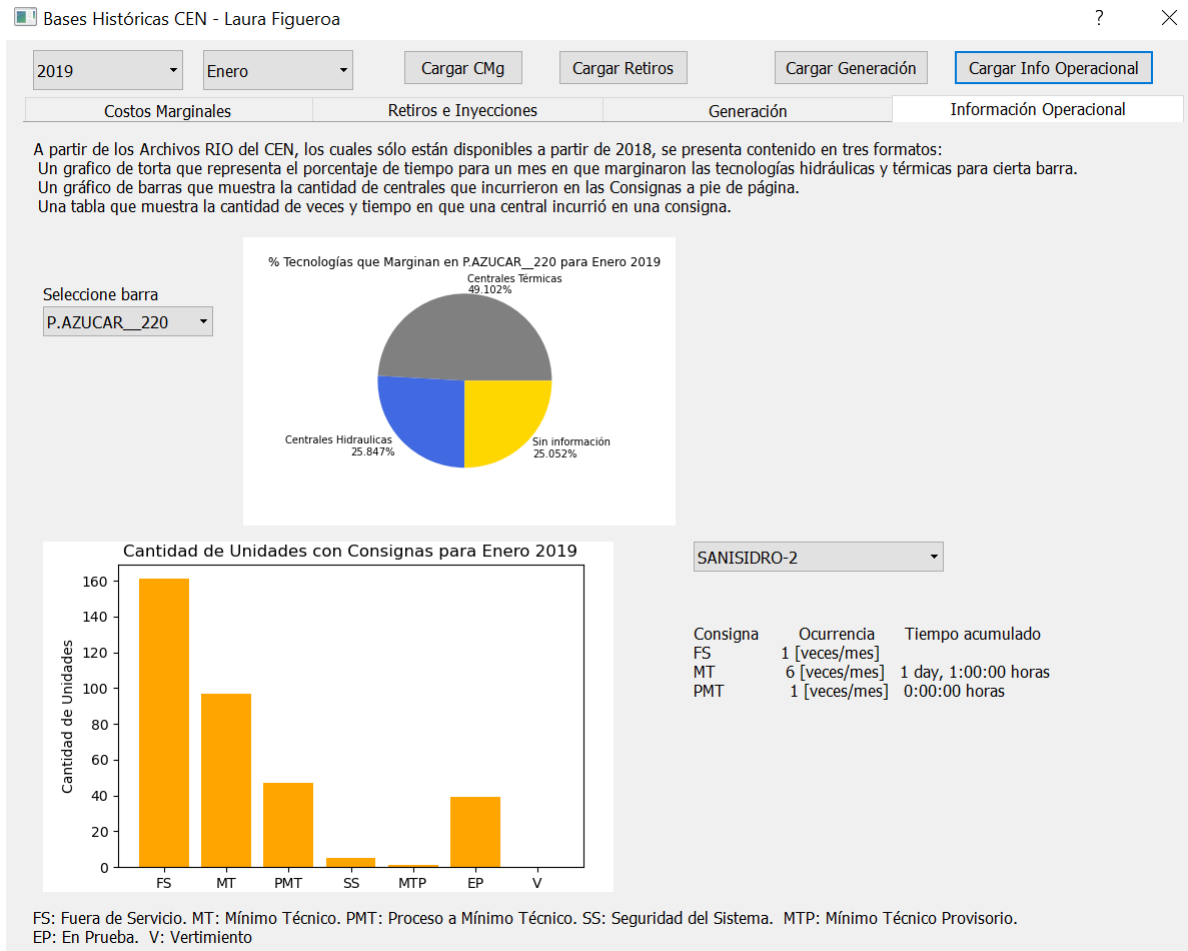 Bases Históricas CEN - Laura Figueroa
?
2019 Enero Cargar CMg Cargar Retiros Cargar Generación Cargar Info Operacional
Costos Marginales Retiros e Inyecciones Generación Información Operacional
A partir de los Archivos RIO del CEN, los cuales sólo están disponibles a partir de 2018, se presenta contenido en tres formatos:
Un grafico de torta que representa el porcentaje de tiempo para un mes en que marginaron las tecnologías hidráulicas y térmicas para cierta barra.
Un gráfico de barras que muestra la cantidad de centrales que incurrieron en las Consignas a pie de página.
Una tabla que muestra la cantidad de veces y tiempo en que una central incurrió en una consigna.
Seleccione barra
P.AZUCAR__220
% Tecnologías que Marginan en P.AZUCAR__220 para Enero 2019
Centrales Térmicas
49.102%
Centrales Hidraulicas
25.847%
Sin información
25.052%
Cantidad de Unidades con Consignas para Enero 2019
Cantidad de Unidades
160
140
120
100
80
60
40
20
0
FS MT PMT SS MTP EP V
SANISIDRO-2
Consigna Ocurrencia Tiempo acumulado
FS 1 [veces/mes]
MT 6 [veces/mes] 1 day, 1:00:00 horas
PMT 1 [veces/mes] 0:00:00 horas
FS: Fuera de Servicio. MT: Mínimo Técnico. PMT: Proceso a Mínimo Técnico. SS: Seguridad del Sistema. MTP: Mínimo Técnico Provisorio.
EP: En Prueba. V: Vertimiento